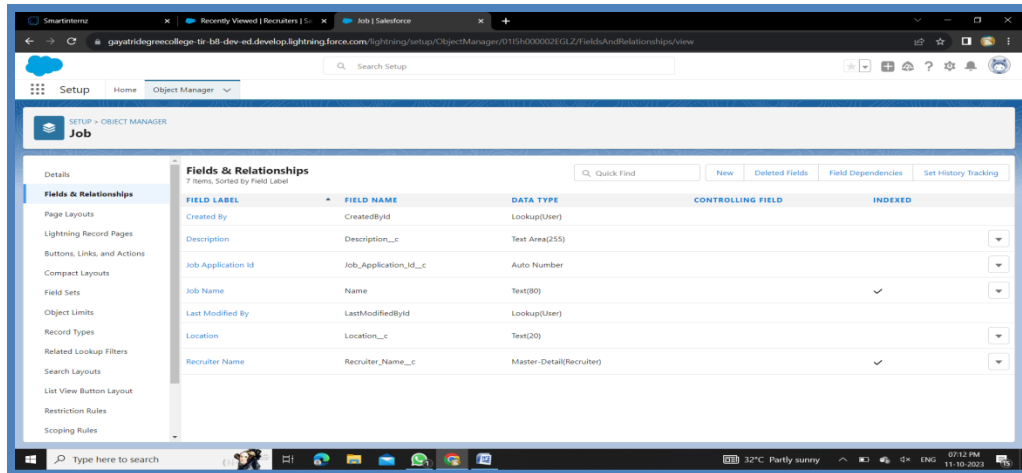 Smartinternz
Recently Viewed | Recruiters | Sa
Job | Salesforce
gayatridegreecollege-tir-b8-dev-ed.develop.lightning.force.com/lightning/setup/ObjectManager/01I5h000002EGLZ/FieldsAndRelationships/view
Search Setup
Setup Home Object Manager
SETUP > OBJECT MANAGER
Job
Details
Fields & Relationships
Page Layouts
Lightning Record Pages
Buttons, Links, and Actions
Compact Layouts
Field Sets
Object Limits
Record Types
Related Lookup Filters
Search Layouts
List View Button Layout
Restriction Rules
Scoping Rules
Fields & Relationships
7 Items, Sorted by Field Label
Quick Find New Deleted Fields Field Dependencies Set History Tracking
FIELD LABEL FIELD NAME DATA TYPE CONTROLLING FIELD INDEXED
Created By CreatedById Lookup(User)
Description Description__c Text Area(255)
Job Application Id Job_Application_Id__c Auto Number
Job Name Name Text(80)
Last Modified By LastModifiedById Lookup(User)
Location Location__c Text(20)
Recruiter Name Recruiter_Name__c Master-Detail(Recruiter)
Type here to search
32°C Partly sunny
ENG
07:12 PM
11-10-2023
15